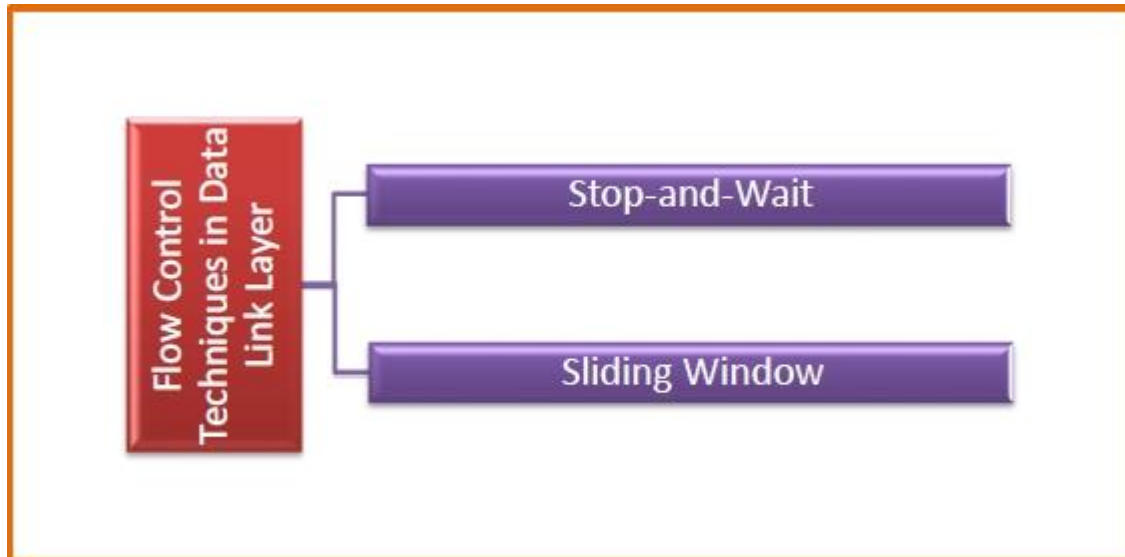 Flow Control
Techniques in Data
Link Layer
Stop-and-Wait
Sliding Window